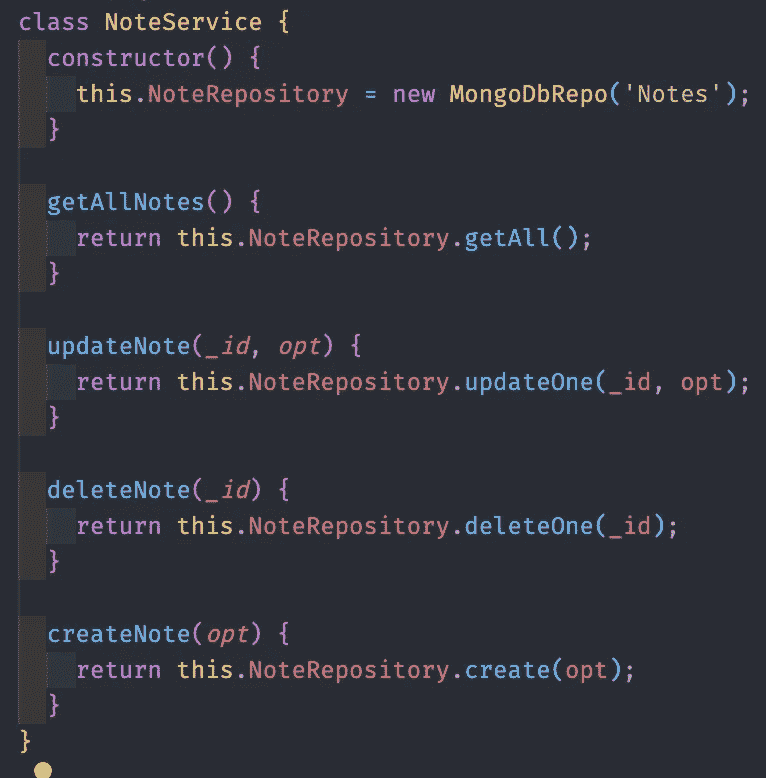 class NoteService {
  constructor() {
    this.NoteRepository = new MongoDbRepo('Notes');
  }

  getAllNotes() {
    return this.NoteRepository.getAll();
  }

  updateNote(_id, opt) {
    return this.NoteRepository.updateOne(_id, opt);
  }

  deleteNote(_id) {
    return this.NoteRepository.deleteOne(_id);
  }

  createNote(opt) {
    return this.NoteRepository.create(opt);
  }
}